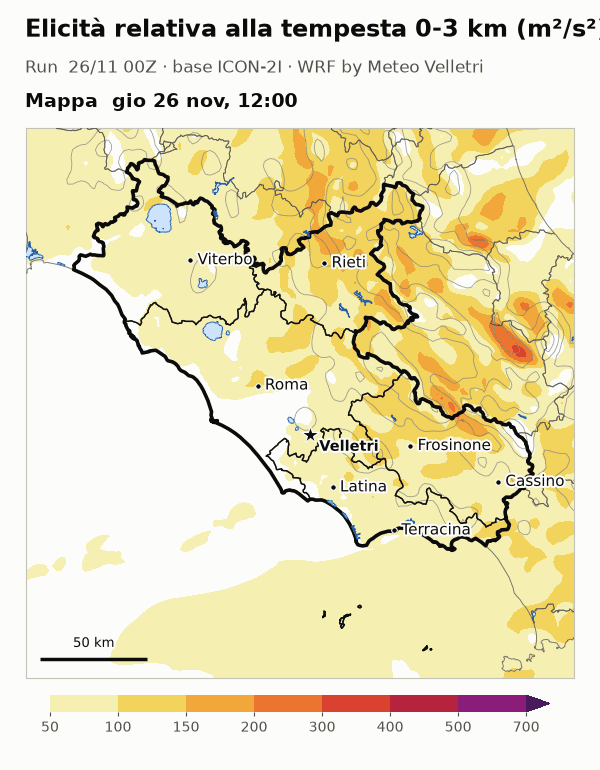 Elicità relativa alla tempesta 0-3 km (m²/s²)
Run 26/11 00Z · base ICON-2I · WRF by Meteo Velletri
Mappa gio 26 nov, 12:00
Viterbo
Rieti
Roma
Velletri
Frosinone
Cassino
Latina
Terracina
50 km
50 100 150 200 300 400 500 700